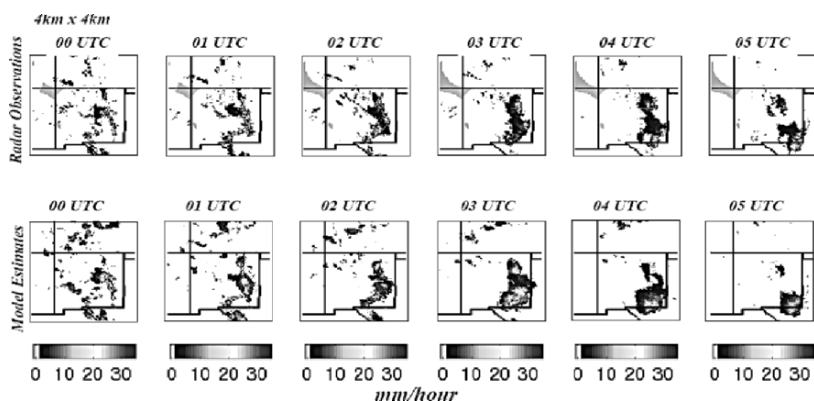 4km x 4km
00 UTC 01 UTC 02 UTC 03 UTC 04 UTC 05 UTC
Radar Observations
00 UTC 01 UTC 02 UTC 03 UTC 04 UTC 05 UTC
Model Estimates
0 10 20 30 0 10 20 30 0 10 20 30 0 10 20 30 0 10 20 30 0 10 20 30
mm/hour